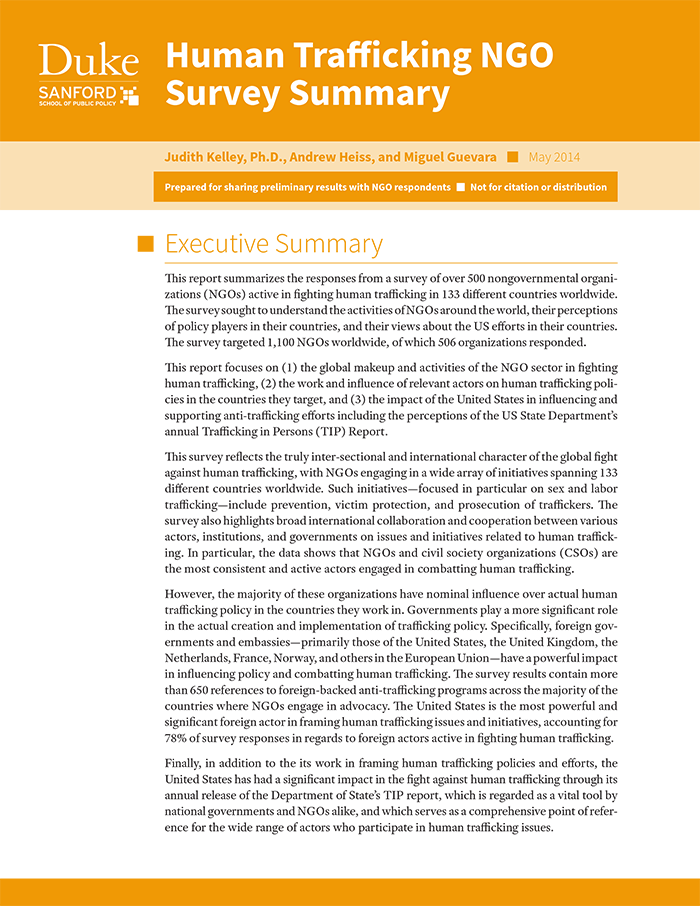 Duke
SANFORD
SCHOOL OF PUBLIC POLICY
Human Trafficking NGO
Survey Summary
Judith Kelley, Ph.D., Andrew Heiss, and Miguel Guevara ■ May 2014
Prepared for sharing preliminary results with NGO respondents ■ Not for citation or distribution
Executive Summary
This report summarizes the responses from a survey of over 500 nongovernmental organi-
zations (NGOs) active in fighting human trafficking in 133 different countries worldwide.
The survey sought to understand the activities of NGOs around the world, their perceptions
of policy players in their countries, and their views about the US efforts in their countries.
The survey targeted 1,100 NGOs worldwide, of which 506 organizations responded.
This report focuses on (1) the global makeup and activities of the NGO sector in fighting
human trafficking, (2) the work and influence of relevant actors on human trafficking poli-
cies in the countries they target, and (3) the impact of the United States in influencing and
supporting anti-trafficking efforts including the perceptions of the US State Department's
annual Trafficking in Persons (TIP) Report.
This survey reflects the truly inter-sectional and international character of the global fight
against human trafficking, with NGOs engaging in a wide array of initiatives spanning 133
different countries worldwide. Such initiatives—focused in particular on sex and labor
trafficking—include prevention, victim protection, and prosecution of traffickers. The
survey also highlights broad international collaboration and cooperation between various
actors, institutions, and governments on issues and initiatives related to human traffick-
ing. In particular, the data shows that NGOs and civil society organizations (CSOs) are
the most consistent and active actors engaged in combatting human trafficking.
However, the majority of these organizations have nominal influence over actual human
trafficking policy in the countries they work in. Governments play a more significant role
in the actual creation and implementation of trafficking policy. Specifically, foreign gov-
ernments and embassies—primarily those of the United States, the United Kingdom, the
Netherlands, France, Norway, and others in the European Union—have a powerful impact
in influencing policy and combatting human trafficking. The survey results contain more
than 650 references to foreign-backed anti-trafficking programs across the majority of the
countries where NGOs engage in advocacy. The United States is the most powerful and
significant foreign actor in framing human trafficking issues and initiatives, accounting for
78% of survey responses in regards to foreign actors active in fighting human trafficking.
Finally, in addition to the its work in framing human trafficking policies and efforts, the
United States has had a significant impact in the fight against human trafficking through its
annual release of the Department of State's TIP report, which is regarded as a vital tool by
national governments and NGOs alike, and which serves as a comprehensive point of refer-
ence for the wide range of actors who participate in human trafficking issues.